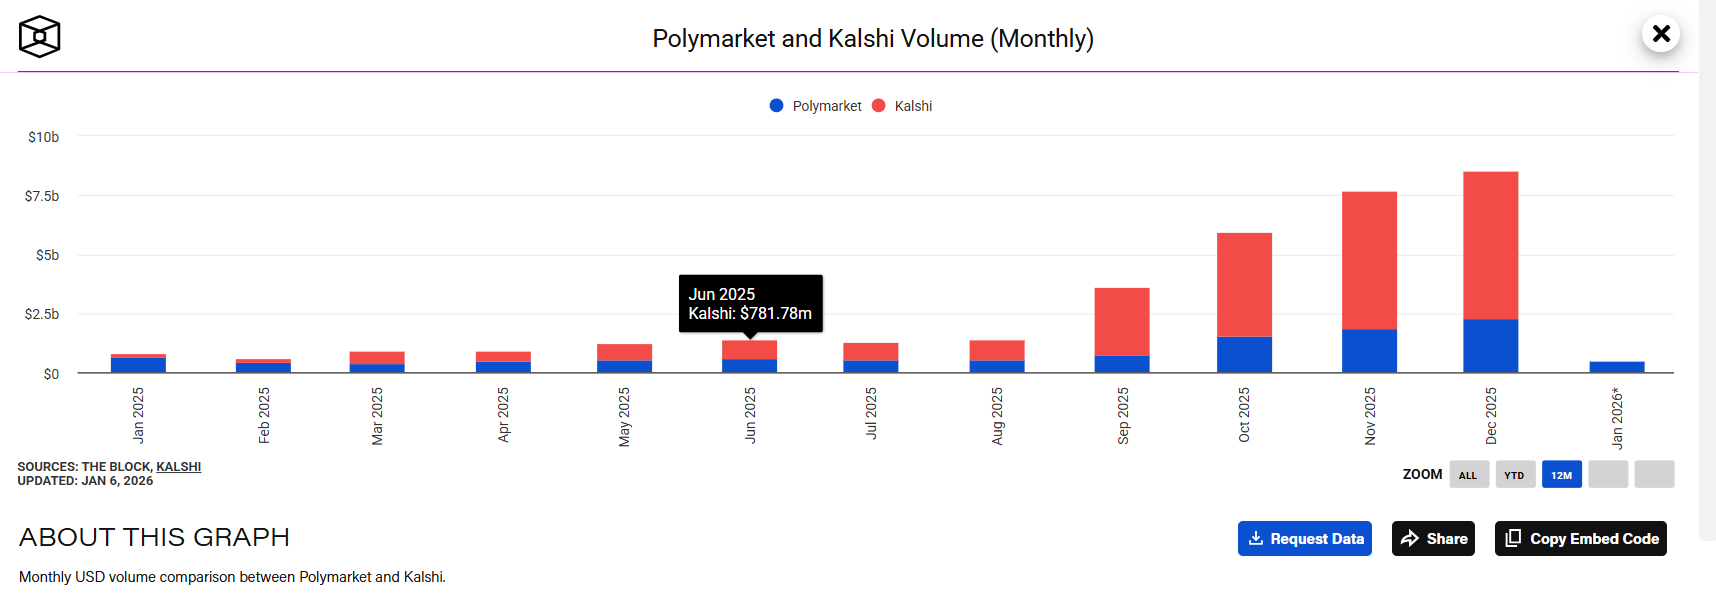 Polymarket and Kalshi Volume (Monthly)
Polymarket Kalshi
$10b
$7.5b
$5b
$2.5b
$0
Jun 2025
Kalshi: $781.78m
Jan 2025
Feb 2025
Mar 2025
Apr 2025
May 2025
Jun 2025
Jul 2025
Aug 2025
Sep 2025
Oct 2025
Nov 2025
Dec 2025
Jan 2026*
SOURCES: THE BLOCK, KALSHI
UPDATED: JAN 6, 2026
ZOOM ALL YTD 12M
ABOUT THIS GRAPH
Request Data Share Copy Embed Code
Monthly USD volume comparison between Polymarket and Kalshi.